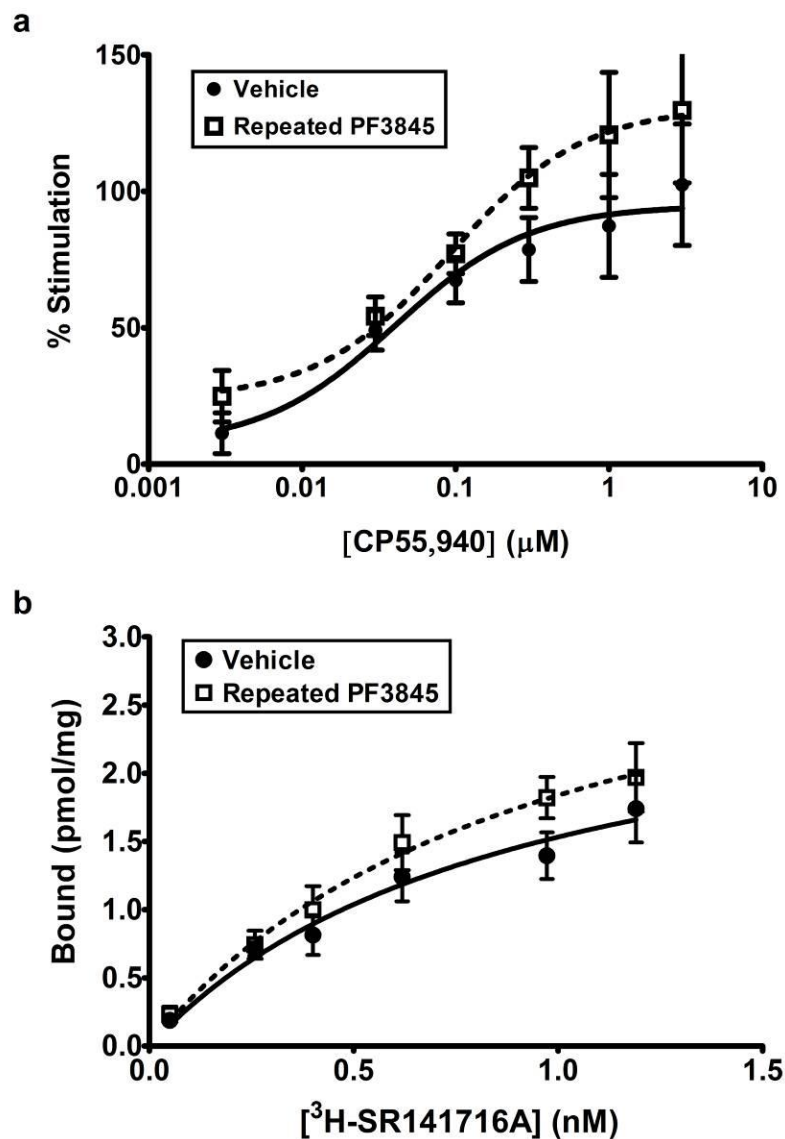 a
150
100
50
0
% Stimulation
Vehicle
Repeated PF3845
0.001 0.01 0.1 1 10
[CP55,940] (μM)
b
3.0
2.5
2.0
1.5
1.0
0.5
0.0
Bound (pmol/mg)
Vehicle
Repeated PF3845
0.0 0.5 1.0 1.5
[³H-SR141716A] (nM)